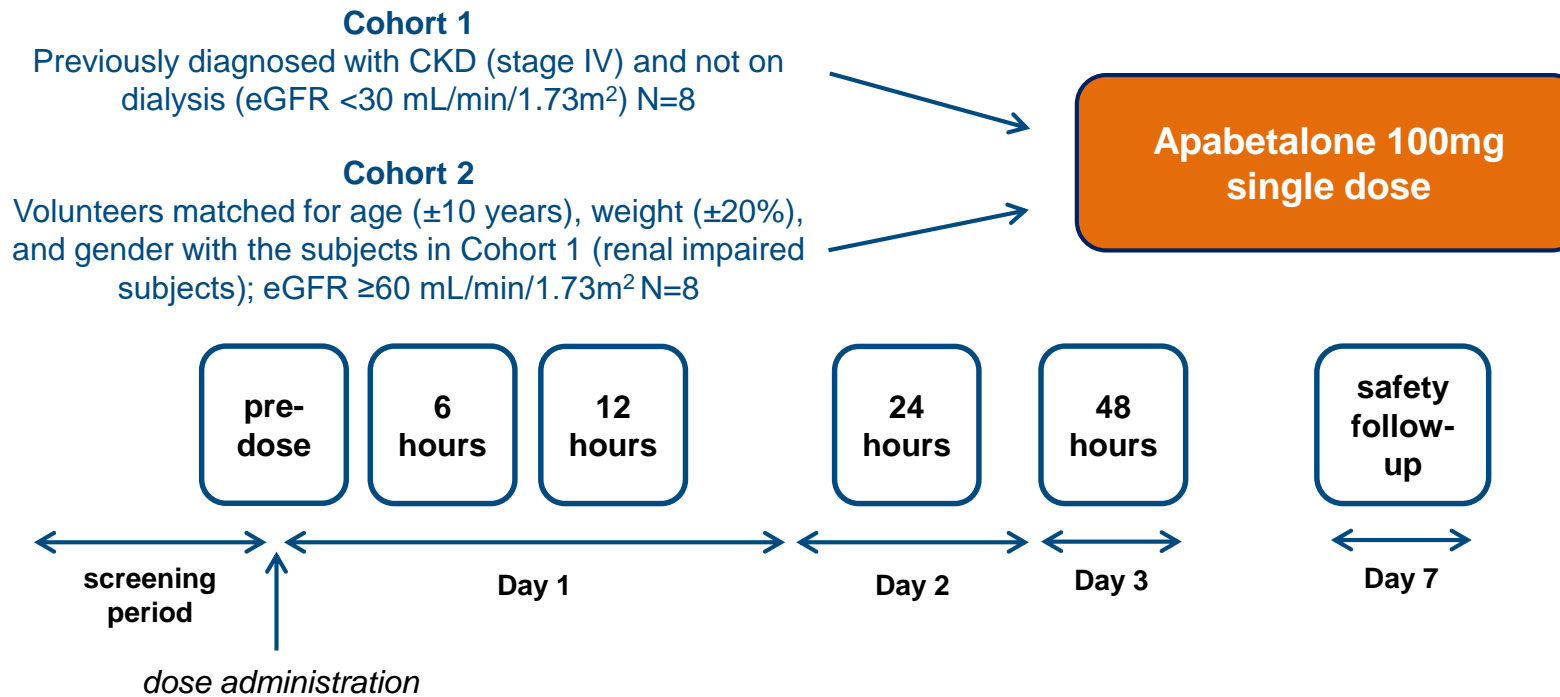 Cohort 1
Previously diagnosed with CKD (stage IV) and not on
dialysis (eGFR <30 mL/min/1.73m²) N=8
Cohort 2
Volunteers matched for age (±10 years), weight (±20%),
and gender with the subjects in Cohort 1 (renal impaired
subjects); eGFR ≥60 mL/min/1.73m² N=8
Apabetalone 100mg
single dose
pre-
dose
6
hours
12
hours
24
hours
48
hours
safety
follow-
up
screening
period
Day 1
Day 2
Day 3
Day 7
dose administration